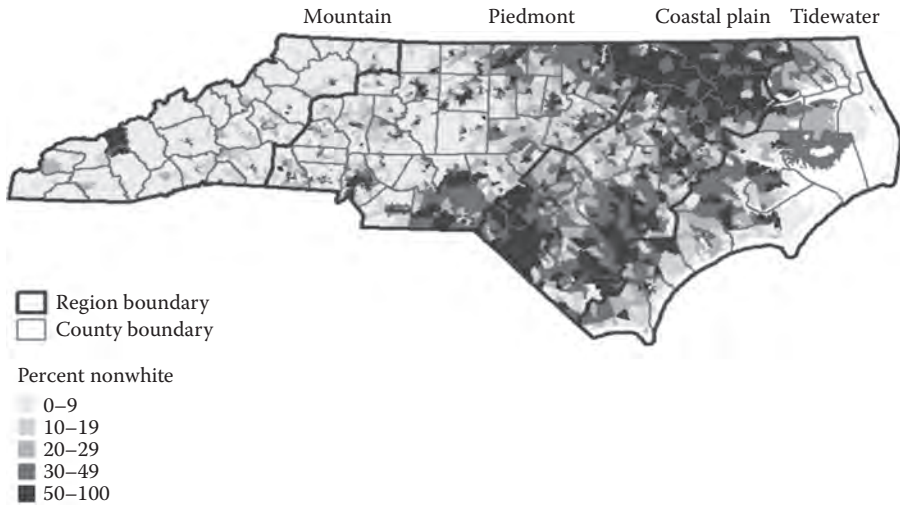 Mountain Piedmont Coastal plain Tidewater
Region boundary
County boundary
Percent nonwhite
0–9
10–19
20–29
30–49
50–100